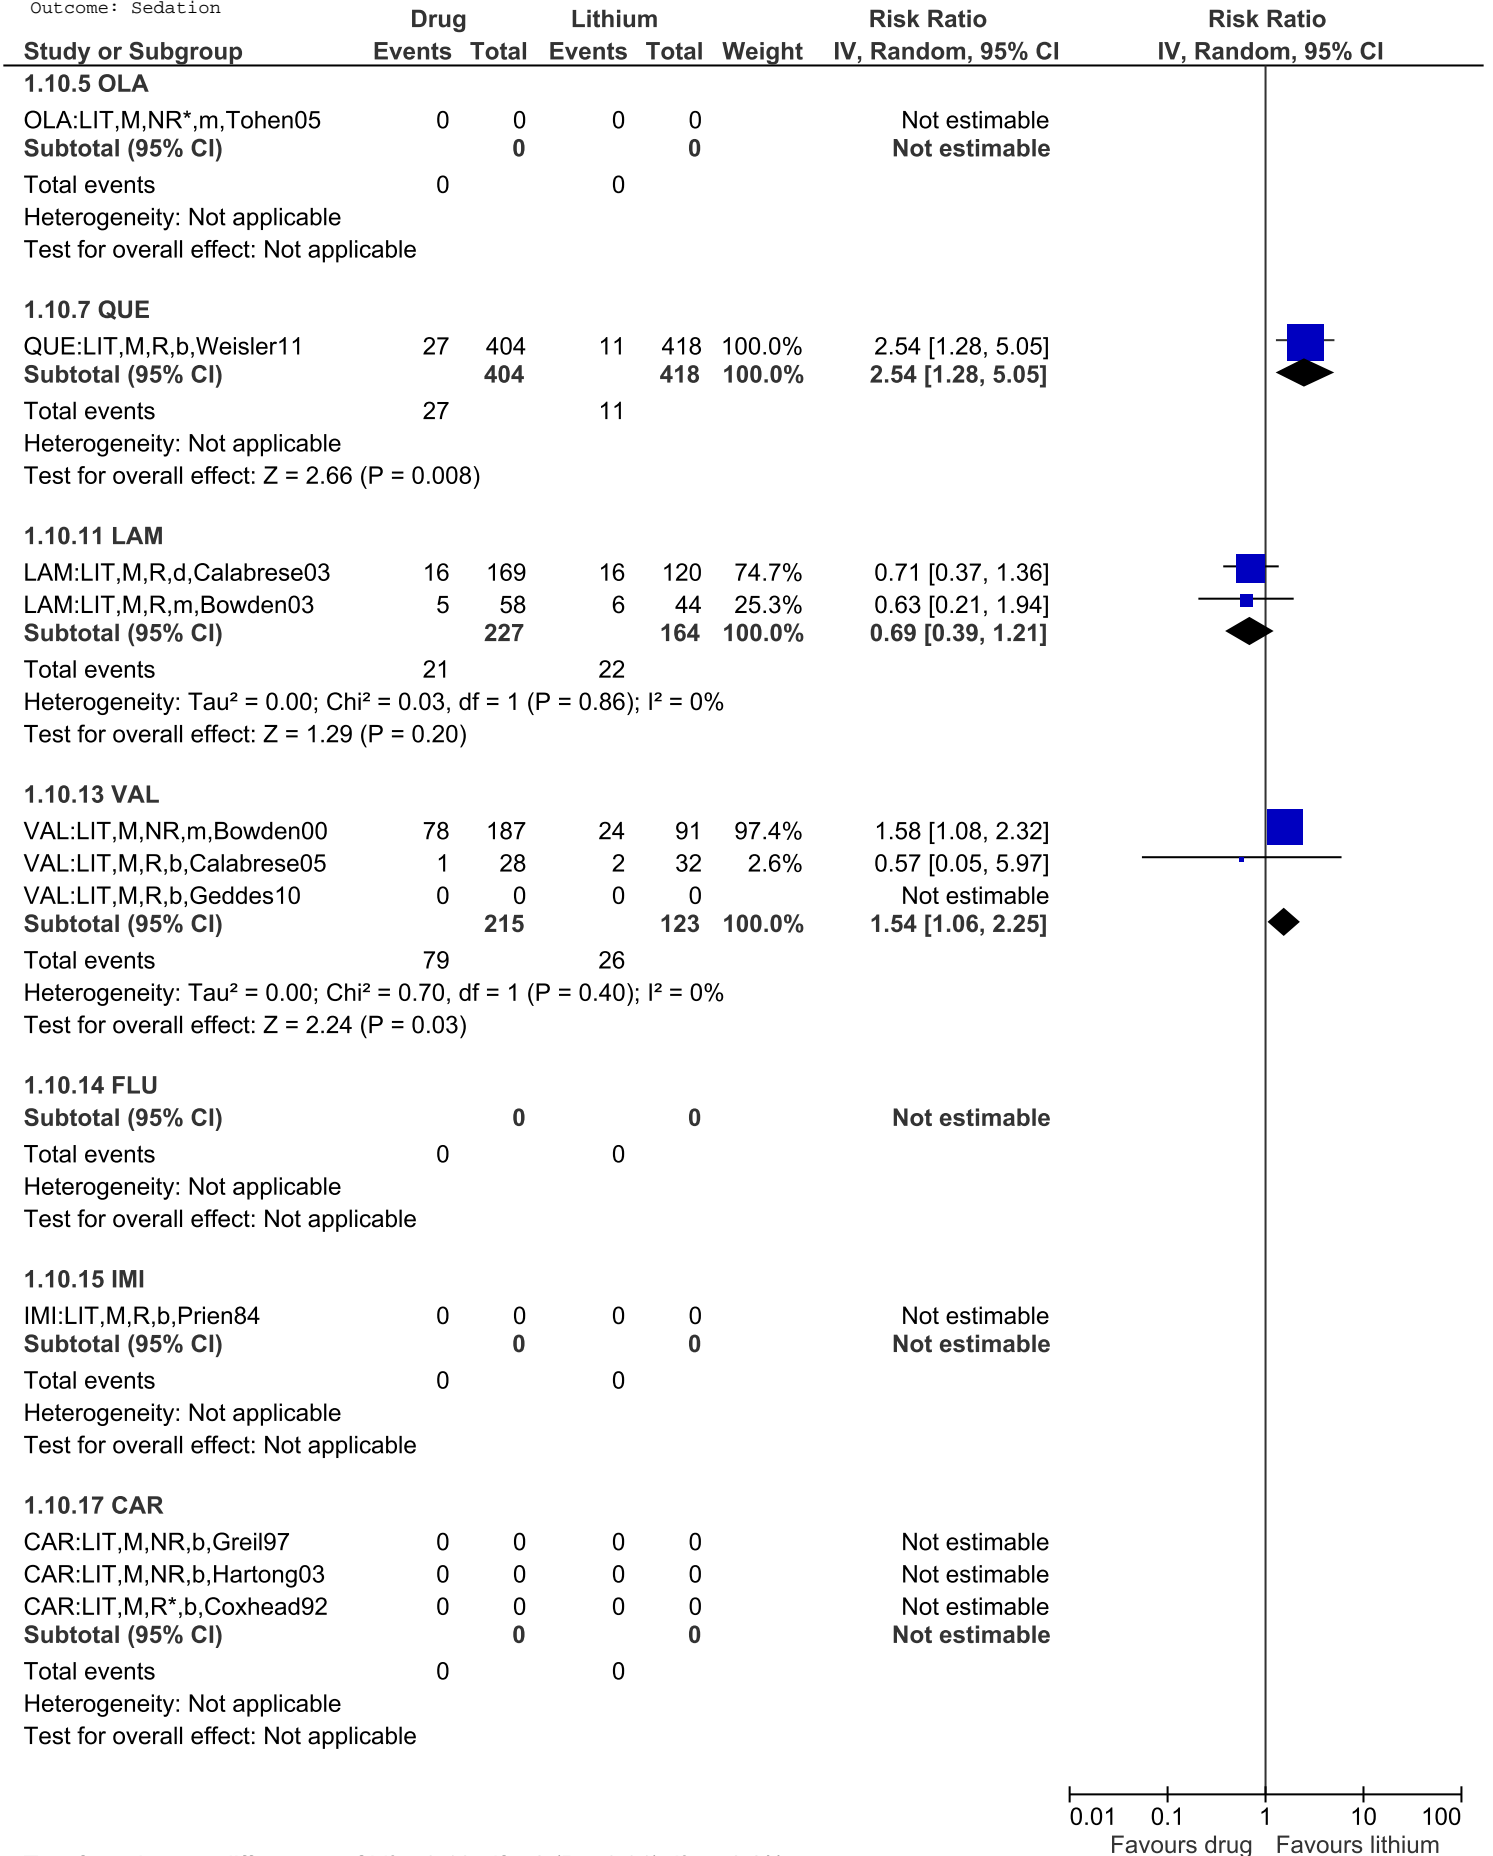 Outcome: Sedation
Drug Lithium Risk Ratio Risk Ratio
Study or Subgroup Events Total Events Total Weight IV, Random, 95% CI IV, Random, 95% CI
1.10.5 OLA
OLA:LIT,M,NR*,m,Tohen05 0 0 0 0 Not estimable
Subtotal (95% CI) 0 0 Not estimable
Total events 0 0
Heterogeneity: Not applicable
Test for overall effect: Not applicable
1.10.7 QUE
QUE:LIT,M,R,b,Weisler11 27 404 11 418 100.0% 2.54 [1.28, 5.05]
Subtotal (95% CI) 404 418 100.0% 2.54 [1.28, 5.05]
Total events 27 11
Heterogeneity: Not applicable
Test for overall effect: Z = 2.66 (P = 0.008)
1.10.11 LAM
LAM:LIT,M,R,d,Calabrese03 16 169 16 120 74.7% 0.71 [0.37, 1.36]
LAM:LIT,M,R,m,Bowden03 5 58 6 44 25.3% 0.63 [0.21, 1.94]
Subtotal (95% CI) 227 164 100.0% 0.69 [0.39, 1.21]
Total events 21 22
Heterogeneity: Tau² = 0.00; Chi² = 0.03, df = 1 (P = 0.86); I² = 0%
Test for overall effect: Z = 1.29 (P = 0.20)
1.10.13 VAL
VAL:LIT,M,NR,m,Bowden00 78 187 24 91 97.4% 1.58 [1.08, 2.32]
VAL:LIT,M,R,b,Calabrese05 1 28 2 32 2.6% 0.57 [0.05, 5.97]
VAL:LIT,M,R,b,Geddes10 0 0 0 0 Not estimable
Subtotal (95% CI) 215 123 100.0% 1.54 [1.06, 2.25]
Total events 79 26
Heterogeneity: Tau² = 0.00; Chi² = 0.70, df = 1 (P = 0.40); I² = 0%
Test for overall effect: Z = 2.24 (P = 0.03)
1.10.14 FLU
Subtotal (95% CI) 0 0 Not estimable
Total events 0 0
Heterogeneity: Not applicable
Test for overall effect: Not applicable
1.10.15 IMI
IMI:LIT,M,R,b,Prien84 0 0 0 0 Not estimable
Subtotal (95% CI) 0 0 Not estimable
Total events 0 0
Heterogeneity: Not applicable
Test for overall effect: Not applicable
1.10.17 CAR
CAR:LIT,M,NR,b,Greil97 0 0 0 0 Not estimable
CAR:LIT,M,NR,b,Hartong03 0 0 0 0 Not estimable
CAR:LIT,M,R*,b,Coxhead92 0 0 0 0 Not estimable
Subtotal (95% CI) 0 0 Not estimable
Total events 0 0
Heterogeneity: Not applicable
Test for overall effect: Not applicable
0.01 0.1 1 10 100
Favours drug Favours lithium